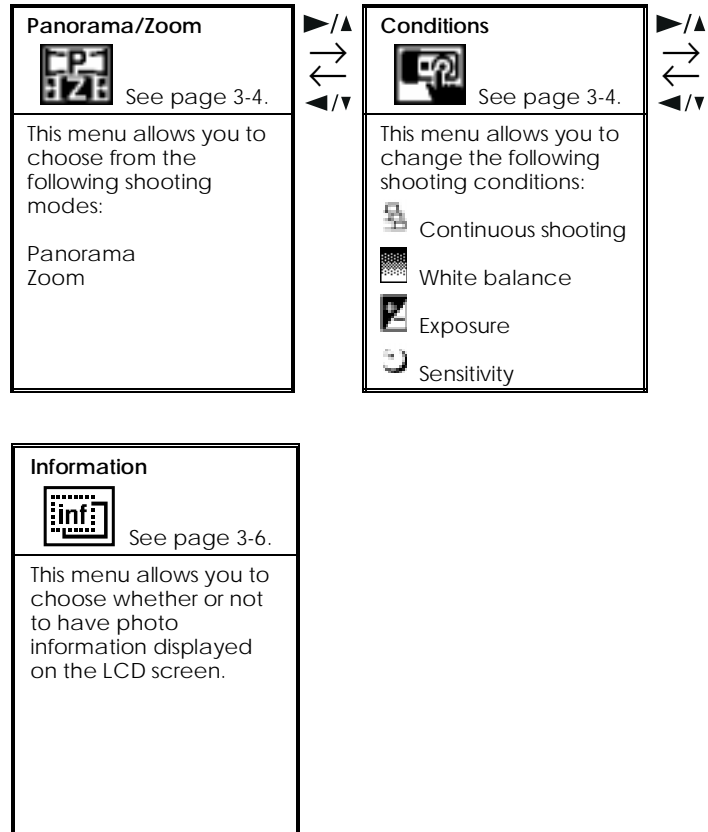 Panorama/Zoom
P
Z
See page 3-4.
This menu allows you to
choose from the
following shooting
modes:
Panorama
Zoom
▶/▲
→
←
◀/▼
Conditions
See page 3-4.
This menu allows you to
change the following
shooting conditions:
Continuous shooting
White balance
Exposure
Sensitivity
▶/▲
→
←
◀/▼
Information
inf
See page 3-6.
This menu allows you to
choose whether or not
to have photo
information displayed
on the LCD screen.